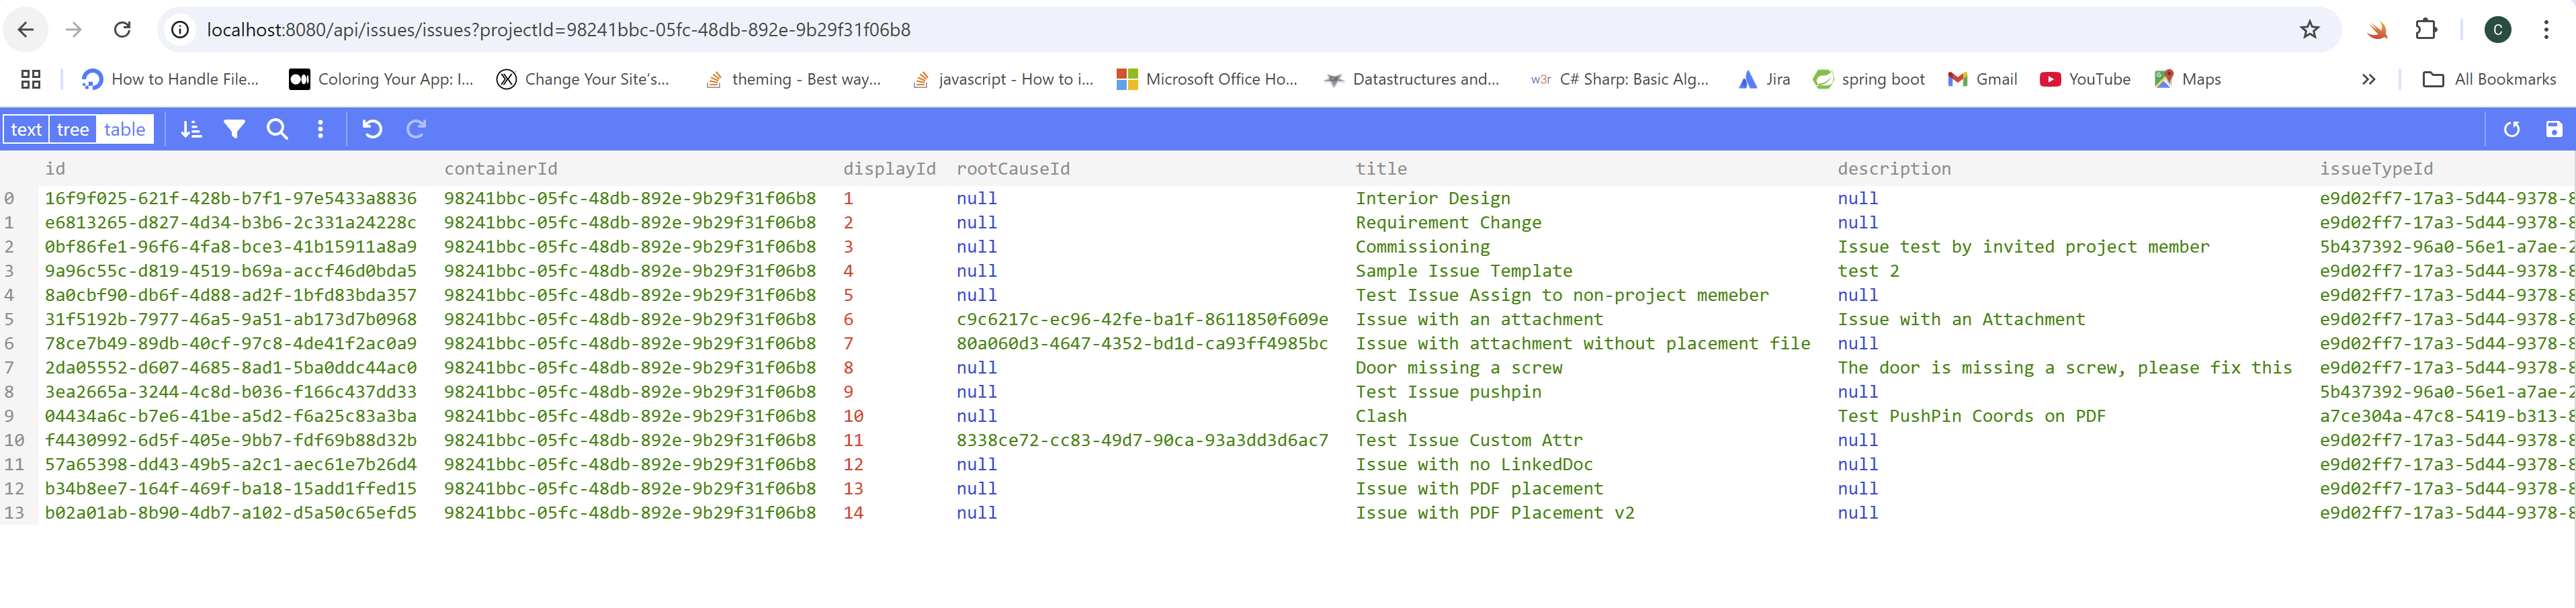 localhost:8080/api/issues/issues?projectId=98241bbc-05fc-48db-892e-9b29f31f06b8 C
How to Handle File... Coloring Your App: I... Change Your Site's... theming - Best way... javascript - How to i... Microsoft Office Ho... Datastructures and... w3r C# Sharp: Basic Alg... Jira spring boot Gmail YouTube Maps » All Bookmarks
text tree table
id containerId displayId rootCauseId title description issueTypeId
0 16f9f025-621f-428b-b7f1-97e5433a8836 98241bbc-05fc-48db-892e-9b29f31f06b8 1 null Interior Design null e9d02ff7-17a3-5d44-9378-8
1 e6813265-d827-4d34-b3b6-2c331a24228c 98241bbc-05fc-48db-892e-9b29f31f06b8 2 null Requirement Change null e9d02ff7-17a3-5d44-9378-8
2 0bf86fe1-96f6-4fa8-bce3-41b15911a8a9 98241bbc-05fc-48db-892e-9b29f31f06b8 3 null Commissioning Issue test by invited project member 5b437392-96a0-56e1-a7ae-2
3 9a96c55c-d819-4519-b69a-accf46d0bda5 98241bbc-05fc-48db-892e-9b29f31f06b8 4 null Sample Issue Template test 2 e9d02ff7-17a3-5d44-9378-8
4 8a0cbf90-db6f-4d88-ad2f-1bfd83bda357 98241bbc-05fc-48db-892e-9b29f31f06b8 5 null Test Issue Assign to non-project memeber null e9d02ff7-17a3-5d44-9378-8
5 31f5192b-7977-46a5-9a51-ab173d7b0968 98241bbc-05fc-48db-892e-9b29f31f06b8 6 c9c6217c-ec96-42fe-ba1f-8611850f609e Issue with an attachment Issue with an Attachment e9d02ff7-17a3-5d44-9378-8
6 78ce7b49-89db-40cf-97c8-4de41f2ac0a9 98241bbc-05fc-48db-892e-9b29f31f06b8 7 80a060d3-4647-4352-bd1d-ca93ff4985bc Issue with attachment without placement file null e9d02ff7-17a3-5d44-9378-8
7 2da05552-d607-4685-8ad1-5ba0ddc44ac0 98241bbc-05fc-48db-892e-9b29f31f06b8 8 null Door missing a screw The door is missing a screw, please fix this e9d02ff7-17a3-5d44-9378-8
8 3ea2665a-3244-4c8d-b036-f166c437dd33 98241bbc-05fc-48db-892e-9b29f31f06b8 9 null Test Issue pushpin null 5b437392-96a0-56e1-a7ae-2
9 04434a6c-b7e6-41be-a5d2-f6a25c83a3ba 98241bbc-05fc-48db-892e-9b29f31f06b8 10 null Clash Test PushPin Coords on PDF a7ce304a-47c8-5419-b313-8
10 f4430992-6d5f-405e-9bb7-fdf69b88d32b 98241bbc-05fc-48db-892e-9b29f31f06b8 11 8338ce72-cc83-49d7-90ca-93a3dd3d6ac7 Test Issue Custom Attr null e9d02ff7-17a3-5d44-9378-8
11 57a65398-dd43-49b5-a2c1-aec61e7b26d4 98241bbc-05fc-48db-892e-9b29f31f06b8 12 null Issue with no LinkedDoc null e9d02ff7-17a3-5d44-9378-8
12 b34b8ee7-164f-469f-ba18-15add1ffed15 98241bbc-05fc-48db-892e-9b29f31f06b8 13 null Issue with PDF placement null e9d02ff7-17a3-5d44-9378-8
13 b02a01ab-8b90-4db7-a102-d5a50c65efd5 98241bbc-05fc-48db-892e-9b29f31f06b8 14 null Issue with PDF Placement v2 null e9d02ff7-17a3-5d44-9378-8